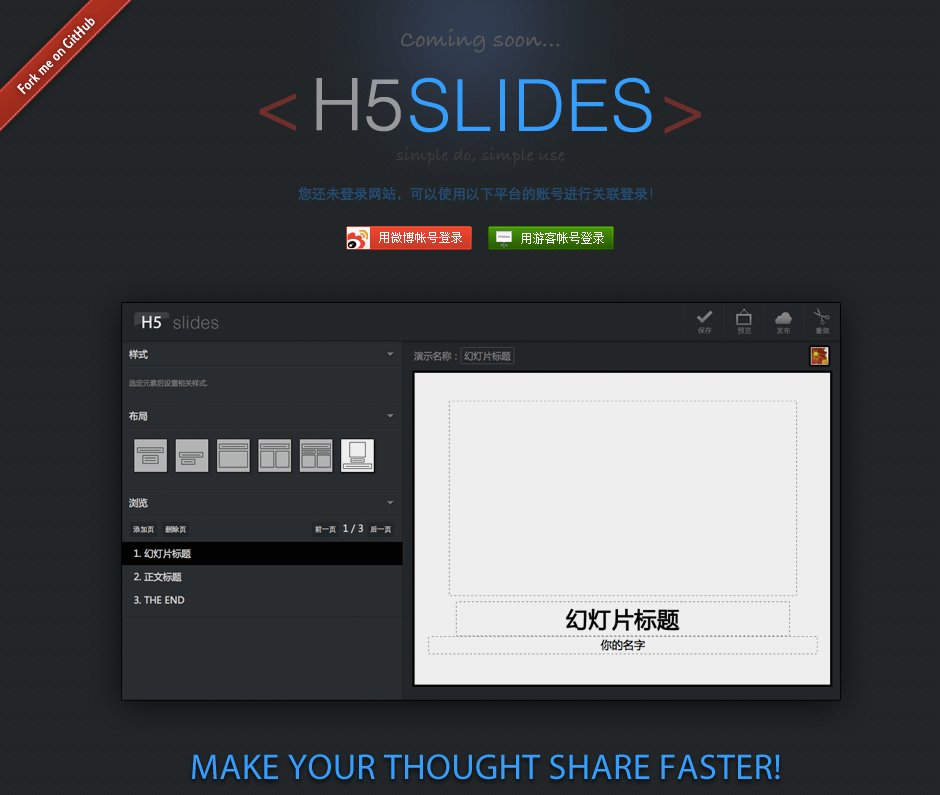 Fork me on GitHub
Coming soon...
< H5SLIDES >
simple do, simple use
您还未登录网站，可以使用以下平台的账号进行关联登录！
用微博帐号登录 用游客帐号登录
H5 slides
保存 预览 发布 重做
样式
演示名称：幻灯片标题
选定元素后设置相关样式.
布局
浏览
添加页 删除页 前一页 1 / 3 后一页
1. 幻灯片标题
2. 正文标题
3. THE END
幻灯片标题
你的名字
MAKE YOUR THOUGHT SHARE FASTER!